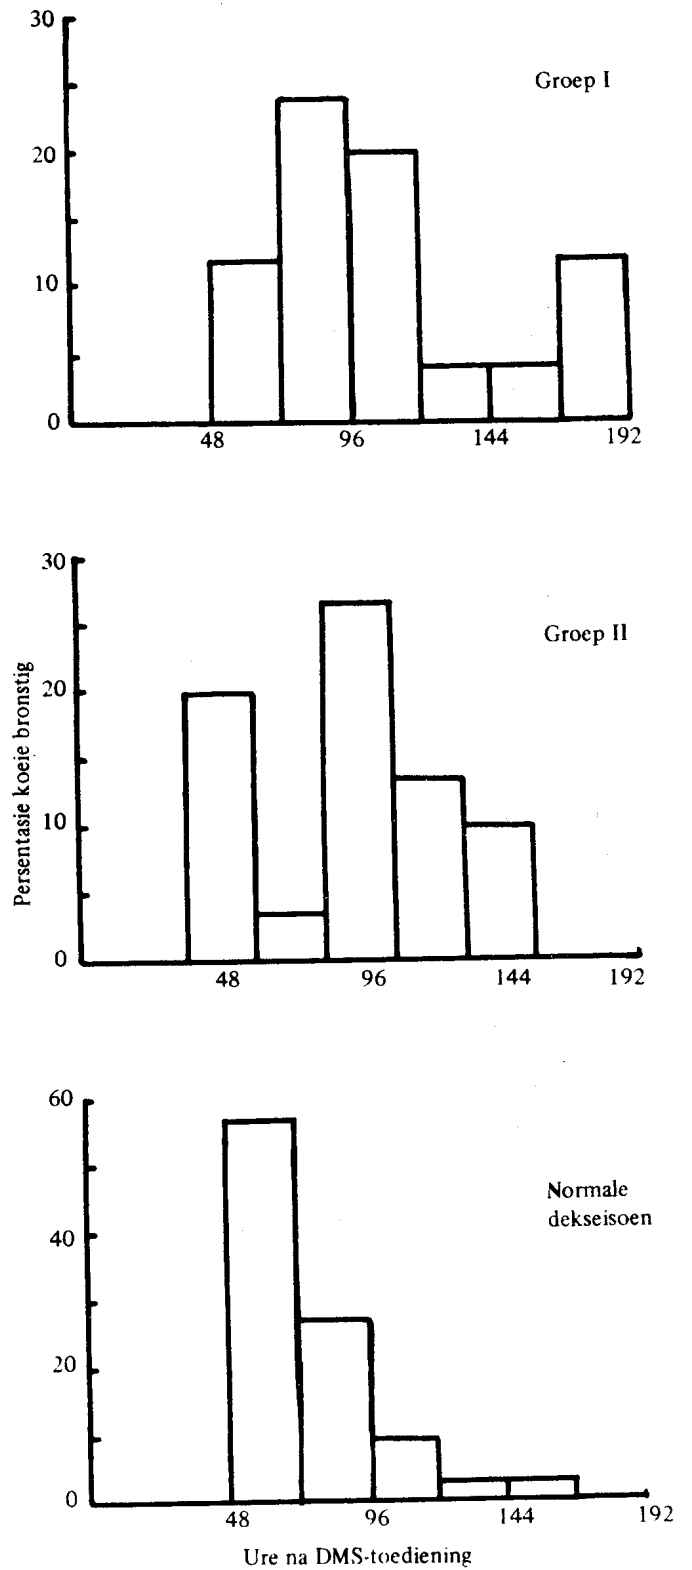 30
Groep I
20
10
0
48 96 144 192
30
Groep II
20
10
0
48 96 144 192
Persentasie koeie bronstig
60
Normale
dekseisoen
40
20
0
48 96 144 192
Ure na DMS-toediening